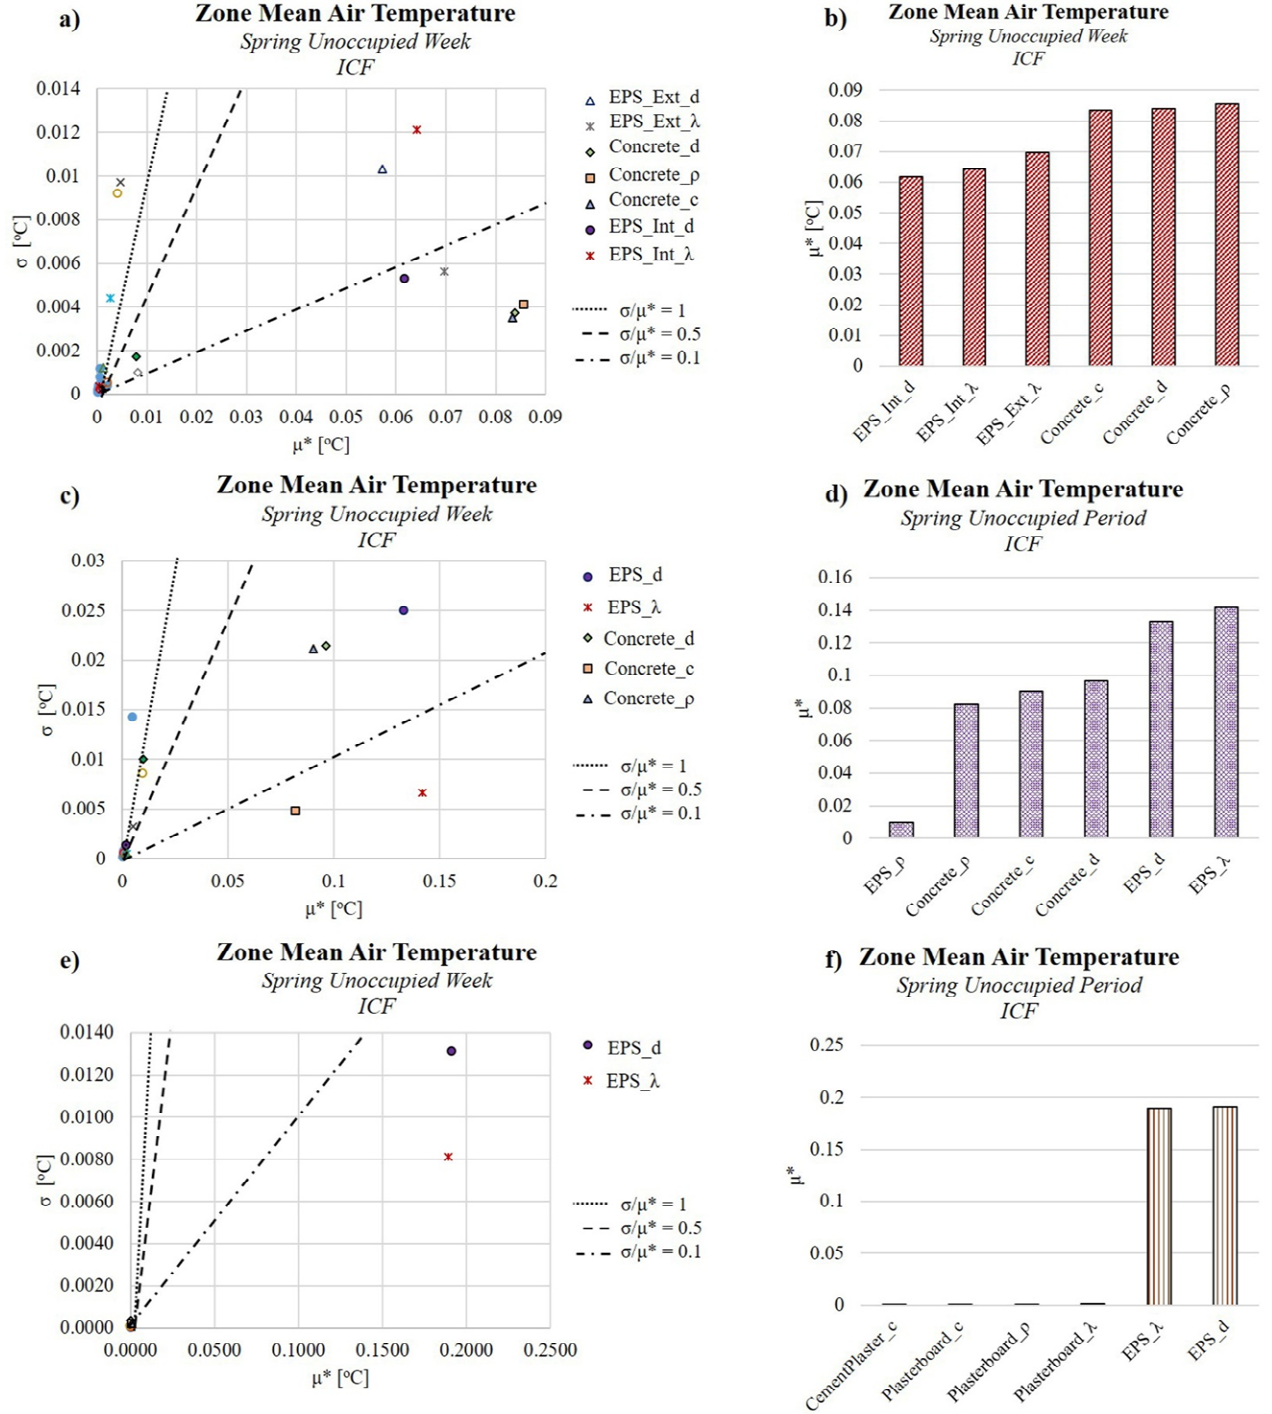 a)
Zone Mean Air Temperature
Spring Unoccupied Week
ICF
σ [°C]
0.014
0.012
0.01
0.008
0.006
0.004
0.002
0
0 0.01 0.02 0.03 0.04 0.05 0.06 0.07 0.08 0.09
μ* [°C]
EPS_Ext_d
EPS_Ext_λ
Concrete_d
Concrete_ρ
Concrete_c
EPS_Int_d
EPS_Int_λ
σ/μ* = 1
σ/μ* = 0.5
σ/μ* = 0.1
b)
Zone Mean Air Temperature
Spring Unoccupied Week
ICF
μ* [°C]
0.09
0.08
0.07
0.06
0.05
0.04
0.03
0.02
0.01
0
EPS_Int_d
EPS_Int_λ
EPS_Ext_λ
Concrete_c
Concrete_d
Concrete_ρ
c)
Zone Mean Air Temperature
Spring Unoccupied Week
ICF
σ [°C]
0.03
0.025
0.02
0.015
0.01
0.005
0
0 0.05 0.1 0.15 0.2
μ* [°C]
EPS_d
EPS_λ
Concrete_d
Concrete_c
Concrete_ρ
σ/μ* = 1
σ/μ* = 0.5
σ/μ* = 0.1
d)
Zone Mean Air Temperature
Spring Unoccupied Period
ICF
μ*
0.16
0.14
0.12
0.1
0.08
0.06
0.04
0.02
0
EPS_ρ
Concrete_ρ
Concrete_c
Concrete_d
EPS_d
EPS_λ
e)
Zone Mean Air Temperature
Spring Unoccupied Week
ICF
σ [°C]
0.0140
0.0120
0.0100
0.0080
0.0060
0.0040
0.0020
0.0000
0.0000 0.0500 0.1000 0.1500 0.2000 0.2500
μ* [°C]
EPS_d
EPS_λ
σ/μ* = 1
σ/μ* = 0.5
σ/μ* = 0.1
f)
Zone Mean Air Temperature
Spring Unoccupied Period
ICF
μ*
0.25
0.2
0.15
0.1
0.05
0
CementPlaster_c
Plasterboard_c
Plasterboard_ρ
Plasterboard_λ
EPS_λ
EPS_d